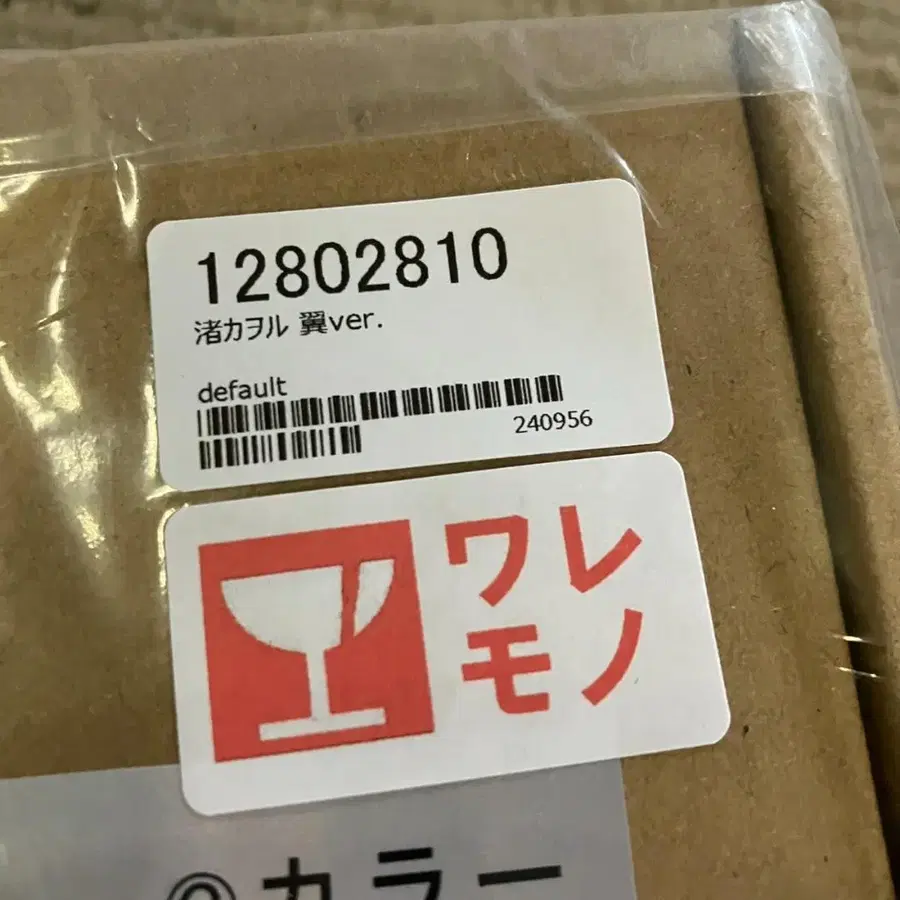 12802810
渚カヲル 翼ver.
default
240956
ワレ
モノ
©カラー